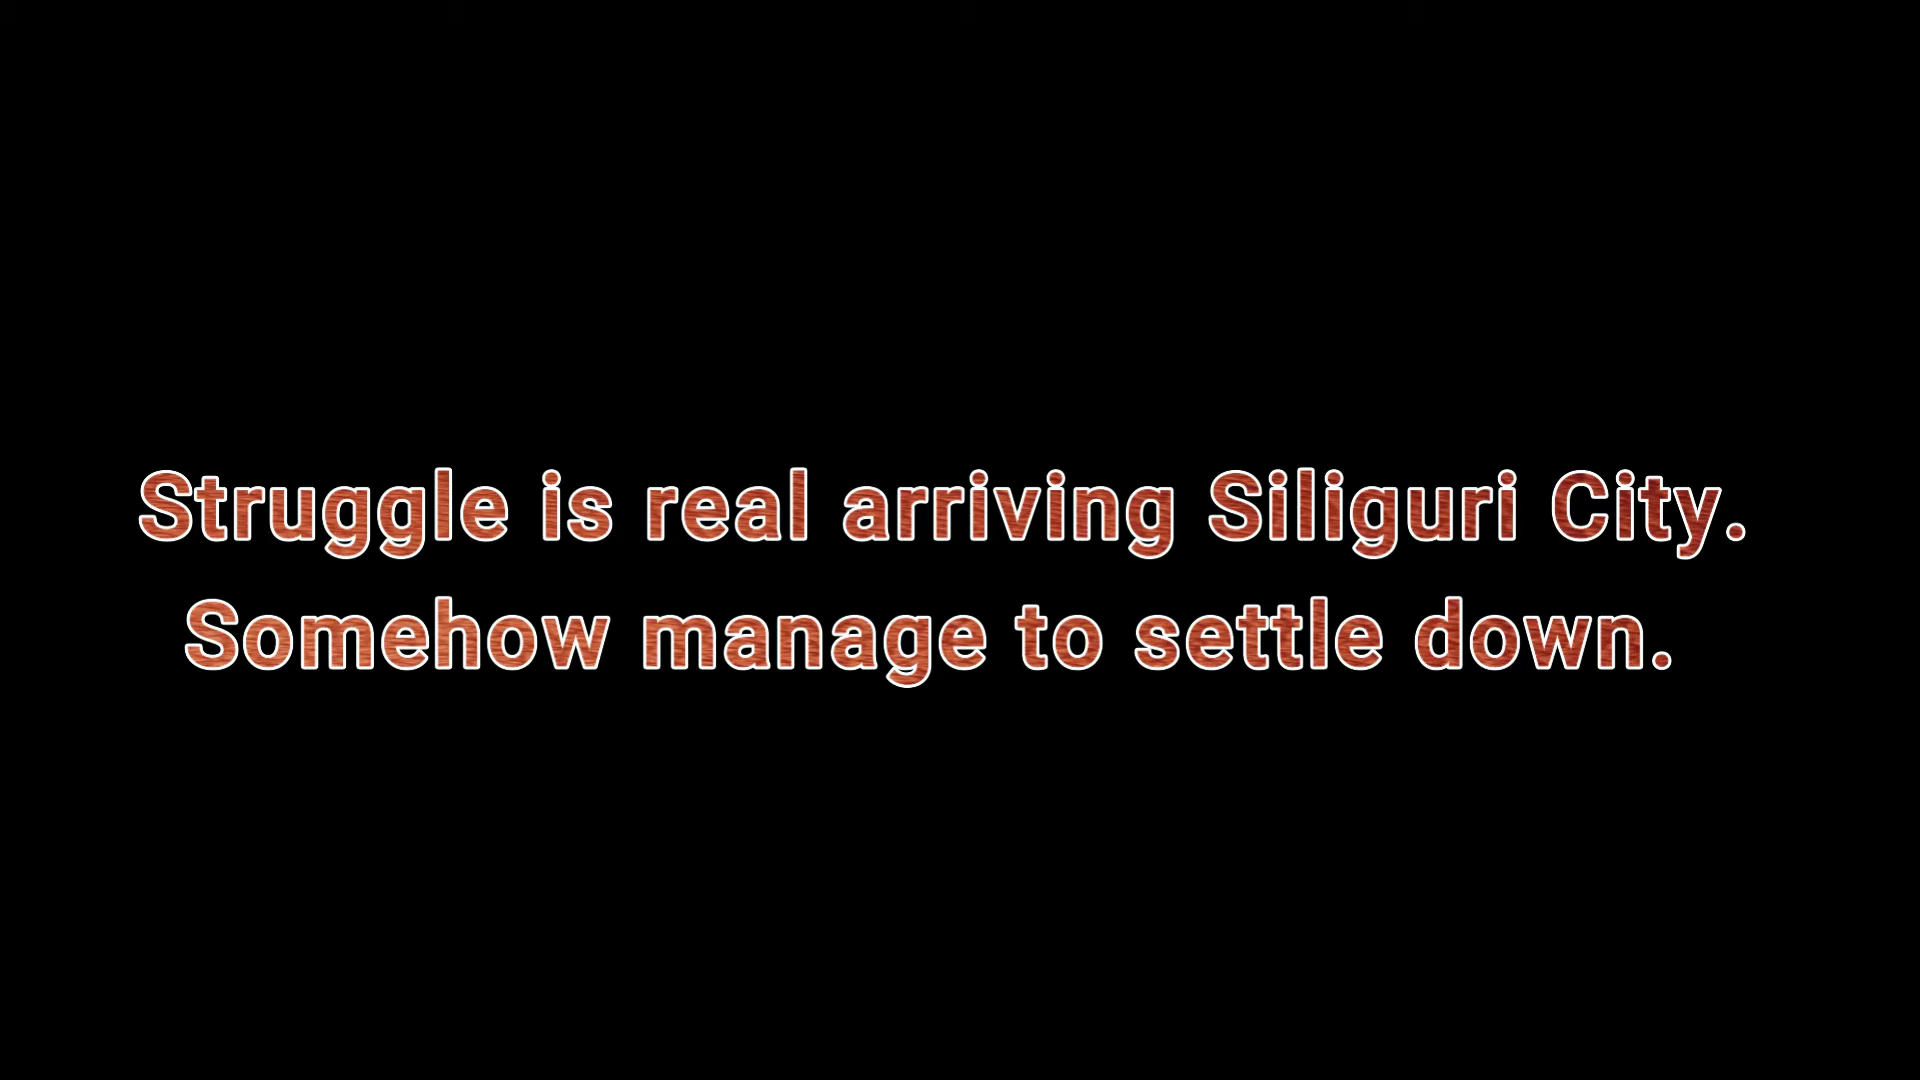 Struggle is real arriving Siliguri City.
Somehow manage to settle down.